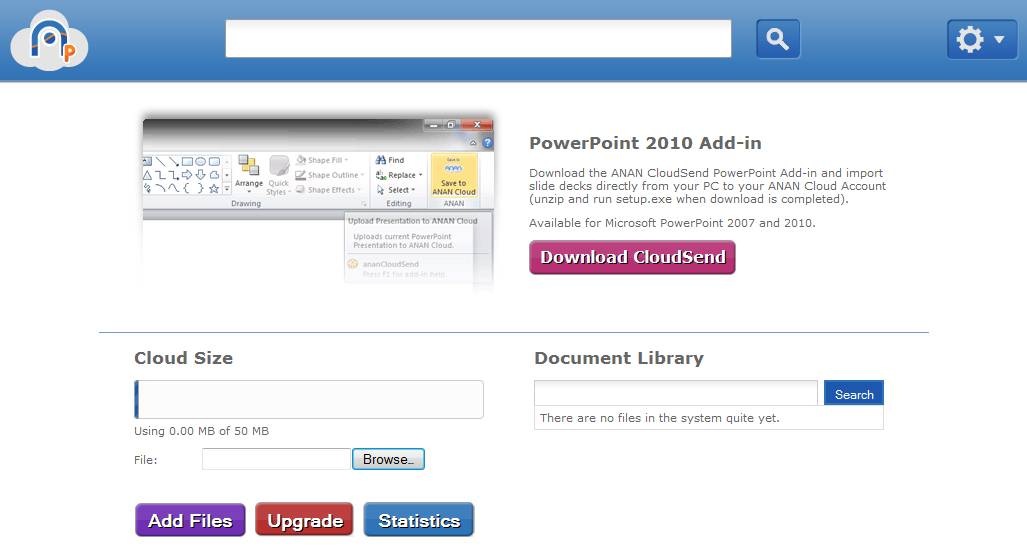 PowerPoint 2010 Add-in
Download the ANAN CloudSend PowerPoint Add-in and import
slide decks directly from your PC to your ANAN Cloud Account
(unzip and run setup.exe when download is completed).
Available for Microsoft PowerPoint 2007 and 2010.
Download CloudSend
Arrange
Quick
Styles
Shape Fill
Shape Outline
Shape Effects
Find
Replace
Select
Save to
ANAN
Save to
ANAN Cloud
Drawing
Editing
ANAN
Upload Presentation to ANAN Cloud
Uploads current PowerPoint
Presentation to ANAN Cloud.
ananCloudSend
Press F1 for add-in help.
Cloud Size
Using 0.00 MB of 50 MB
File:
Browse...
Add Files
Upgrade
Statistics
Document Library
Search
There are no files in the system quite yet.